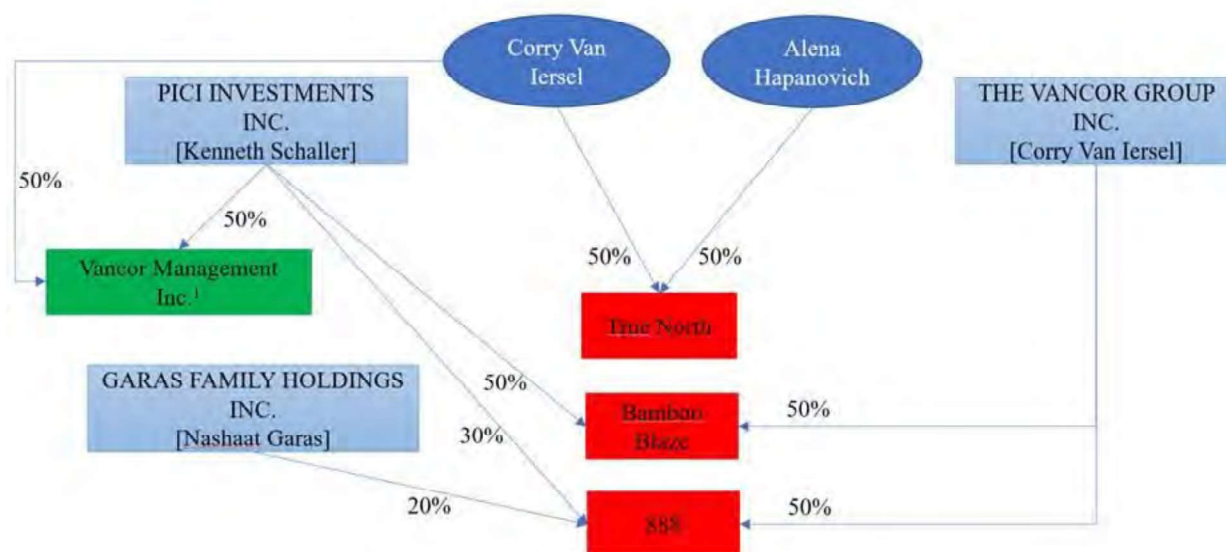 Corry Van
Iersel
Alena
Hapanovich
PICI INVESTMENTS
INC.
[Kenneth Schaller]
THE VANCOR GROUP
INC.
[Corry Van Iersel]
50%
50%
Vancor Management
Inc.¹
50%
50%
True North
GARAS FAMILY HOLDINGS
INC.
[Nashaat Garas]
50%
Bamboo
Blaze
50%
30%
20%
888
50%